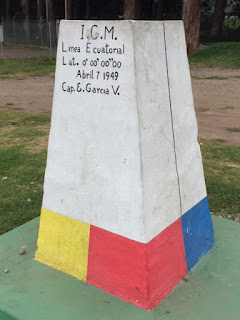 I.G.M.
Linea Ecuatorial
Lat. 0° 00' 00" 00
Abril 7 1949
Cap. E. Garcia V.